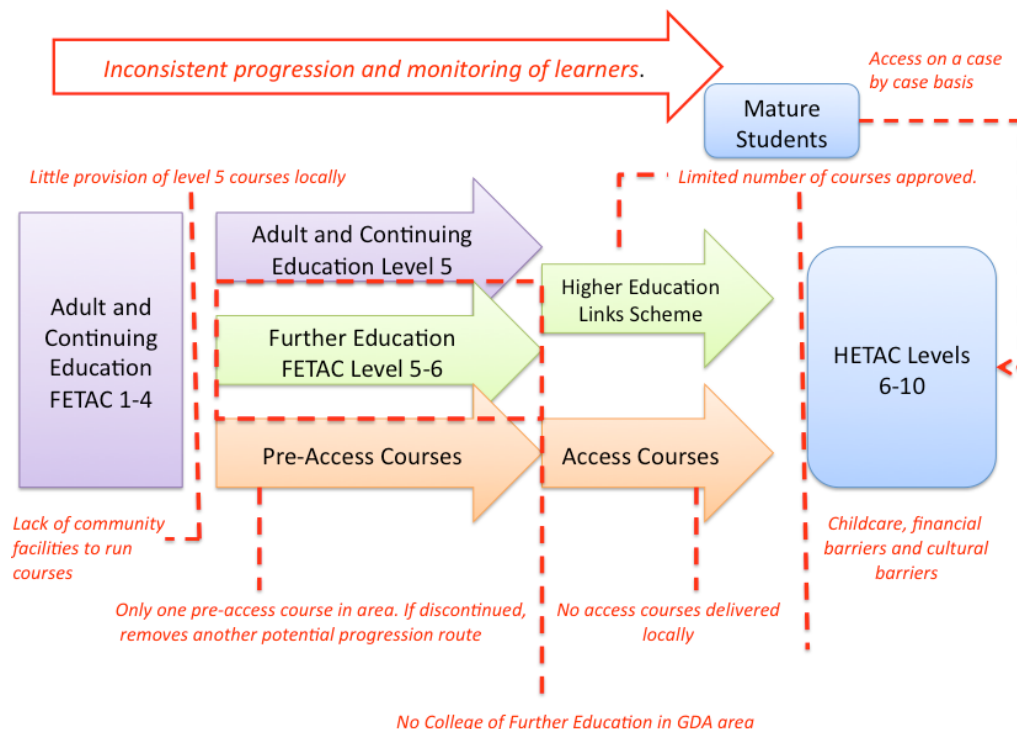 Inconsistent progression and monitoring of learners.
Access on a case
by case basis
Mature
Students
Little provision of level 5 courses locally
Limited number of courses approved.
Adult and
Continuing
Education
FETAC 1-4
Adult and Continuing
Education Level 5
Further Education
FETAC Level 5-6
Pre-Access Courses
Higher Education
Links Scheme
Access Courses
HETAC Levels
6-10
Lack of community
facilities to run
courses
Childcare, financial
barriers and cultural
barriers
Only one pre-access course in area. If discontinued,
removes another potential progression route
No access courses delivered
locally
No College of Further Education in GDA area